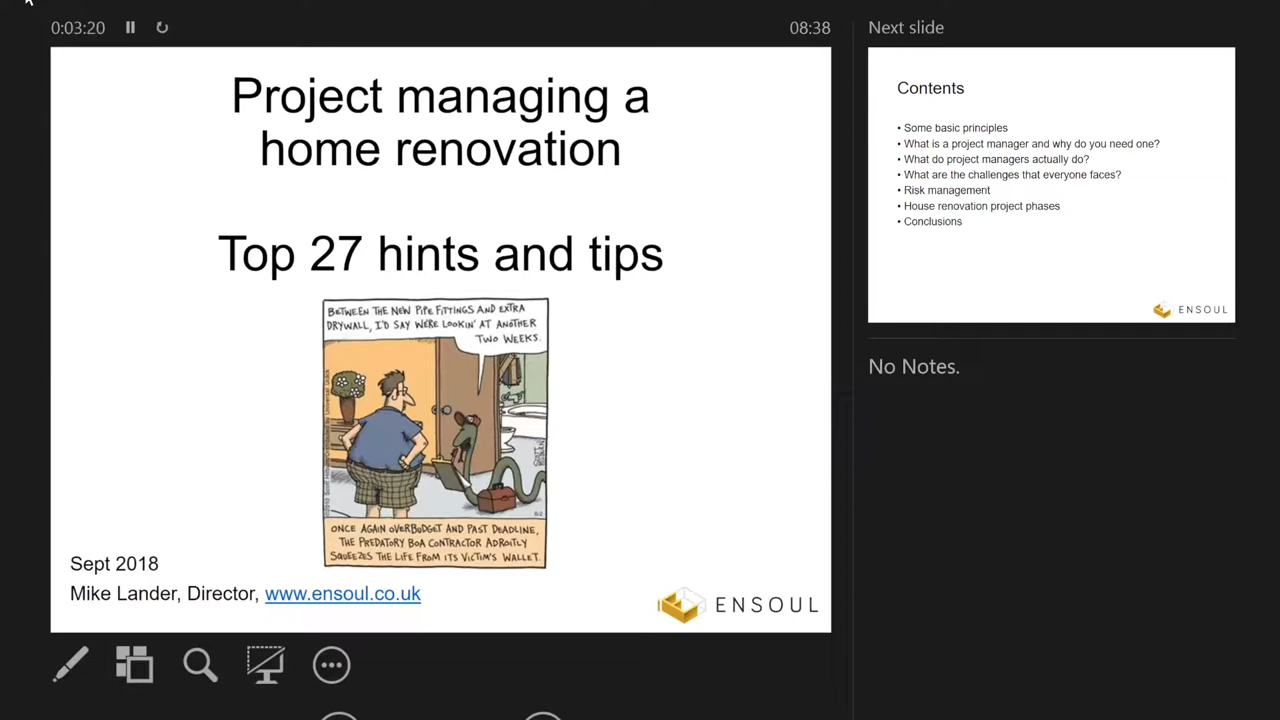 0:03:20
08:38
Next slide
Project managing a
home renovation
Top 27 hints and tips
BETWEEN THE NEW PIPE FITTINGS AND EXTRA
DRYWALL, I'D SAY WE'RE LOOKIN' AT ANOTHER
TWO WEEKS.
ONCE AGAIN OVERBUDGET AND PAST DEADLINE,
THE PREDATORY BOA CONTRACTOR ADROITLY
SQUEEZES THE LIFE FROM ITS VICTIM'S WALLET.
Sept 2018
Mike Lander, Director, www.ensoul.co.uk
ENSOUL
Contents
• Some basic principles
• What is a project manager and why do you need one?
• What do project managers actually do?
• What are the challenges that everyone faces?
• Risk management
• House renovation project phases
• Conclusions
ENSOUL
No Notes.